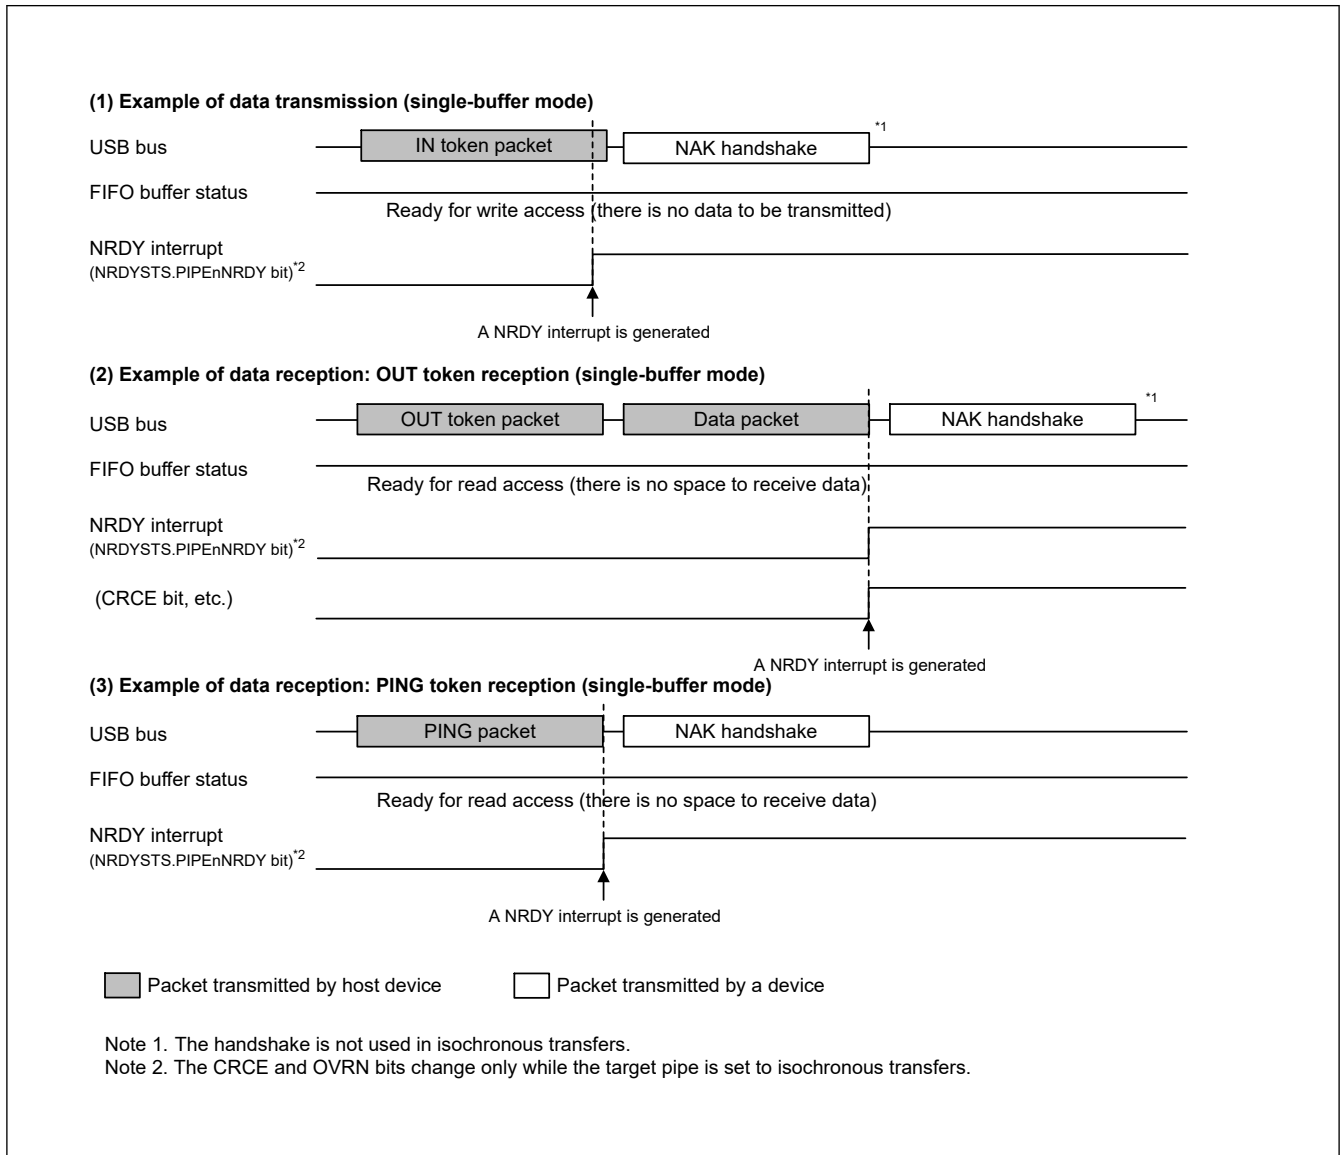 (1) Example of data transmission (single-buffer mode)
USB bus
IN token packet
NAK handshake
*1
FIFO buffer status
Ready for write access (there is no data to be transmitted)
NRDY interrupt
(NRDYSTS.PIPEnNRDY bit)*2
A NRDY interrupt is generated
(2) Example of data reception: OUT token reception (single-buffer mode)
USB bus
OUT token packet
Data packet
NAK handshake
*1
FIFO buffer status
Ready for read access (there is no space to receive data)
NRDY interrupt
(NRDYSTS.PIPEnNRDY bit)*2
(CRCE bit, etc.)
A NRDY interrupt is generated
(3) Example of data reception: PING token reception (single-buffer mode)
USB bus
PING packet
NAK handshake
FIFO buffer status
Ready for read access (there is no space to receive data)
NRDY interrupt
(NRDYSTS.PIPEnNRDY bit)*2
A NRDY interrupt is generated
Packet transmitted by host device
Packet transmitted by a device
Note 1. The handshake is not used in isochronous transfers.
Note 2. The CRCE and OVRN bits change only while the target pipe is set to isochronous transfers.